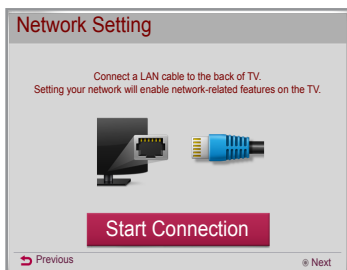 Network Setting
Connect a LAN cable to the back of TV.
Setting your network will enable network-related features on the TV.
Start Connection
Previous
Next